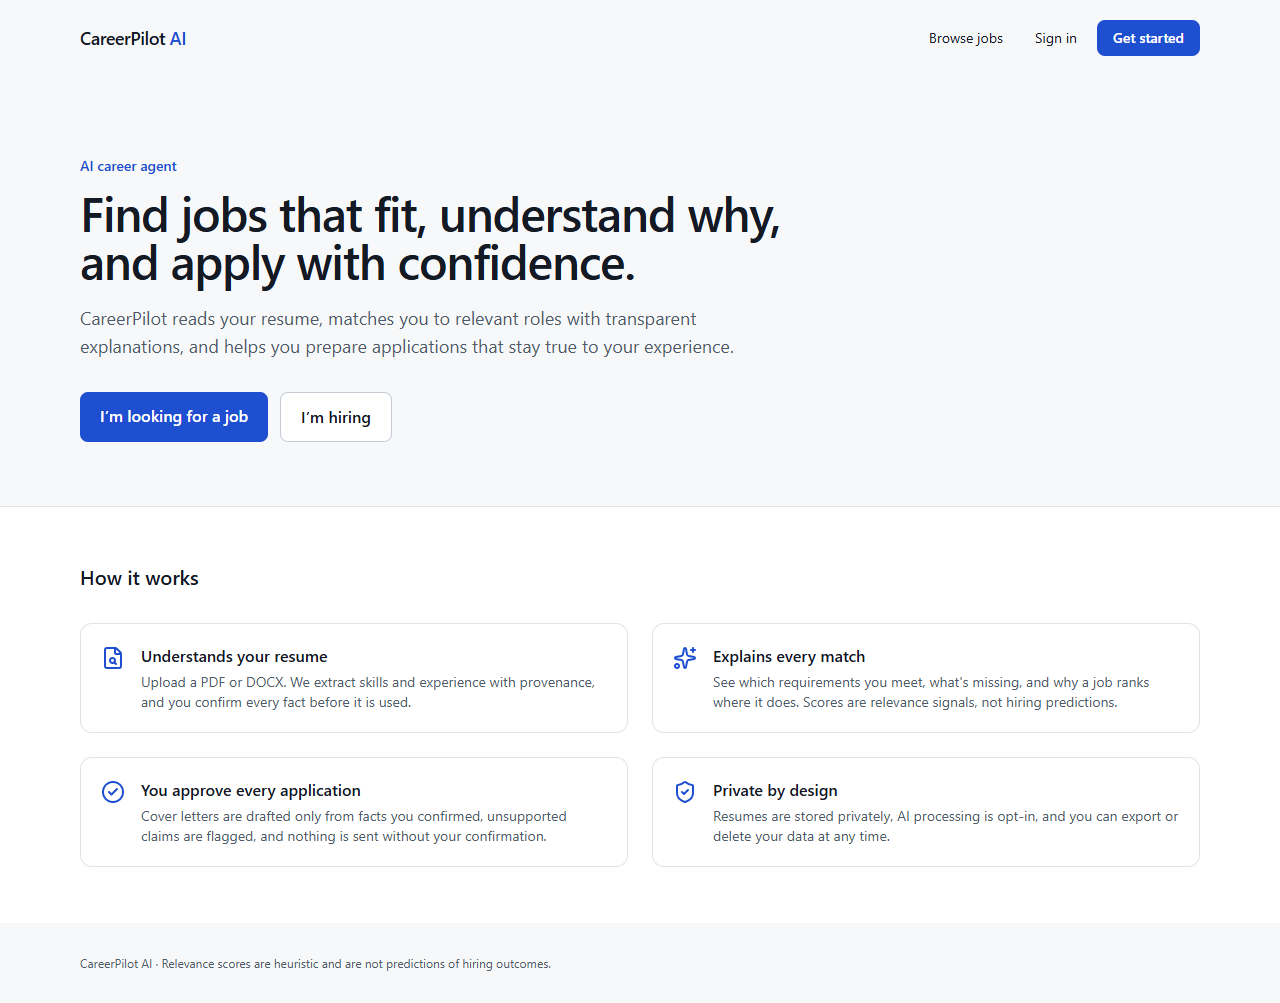 CareerPilot AI
Browse jobs
Sign in
Get started
AI career agent
Find jobs that fit, understand why,
and apply with confidence.
CareerPilot reads your resume, matches you to relevant roles with transparent
explanations, and helps you prepare applications that stay true to your experience.
I’m looking for a job
I’m hiring
How it works
Understands your resume
Upload a PDF or DOCX. We extract skills and experience with provenance,
and you confirm every fact before it is used.
Explains every match
See which requirements you meet, what's missing, and why a job ranks
where it does. Scores are relevance signals, not hiring predictions.
You approve every application
Cover letters are drafted only from facts you confirmed, unsupported
claims are flagged, and nothing is sent without your confirmation.
Private by design
Resumes are stored privately, AI processing is opt-in, and you can export or
delete your data at any time.
CareerPilot AI · Relevance scores are heuristic and are not predictions of hiring outcomes.